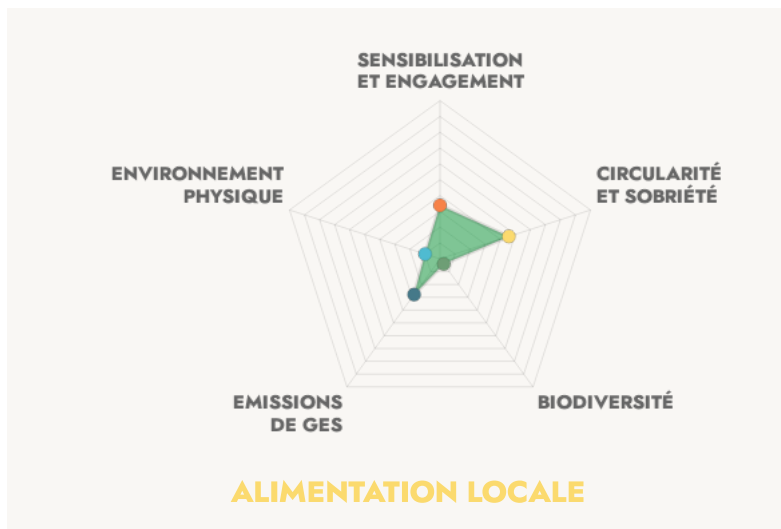 SENSIBILISATION
ET ENGAGEMENT
ENVIRONNEMENT
PHYSIQUE
CIRCULARITÉ
ET SOBRIÉTÉ
EMISSIONS
DE GES
BIODIVERSITÉ
ALIMENTATION LOCALE